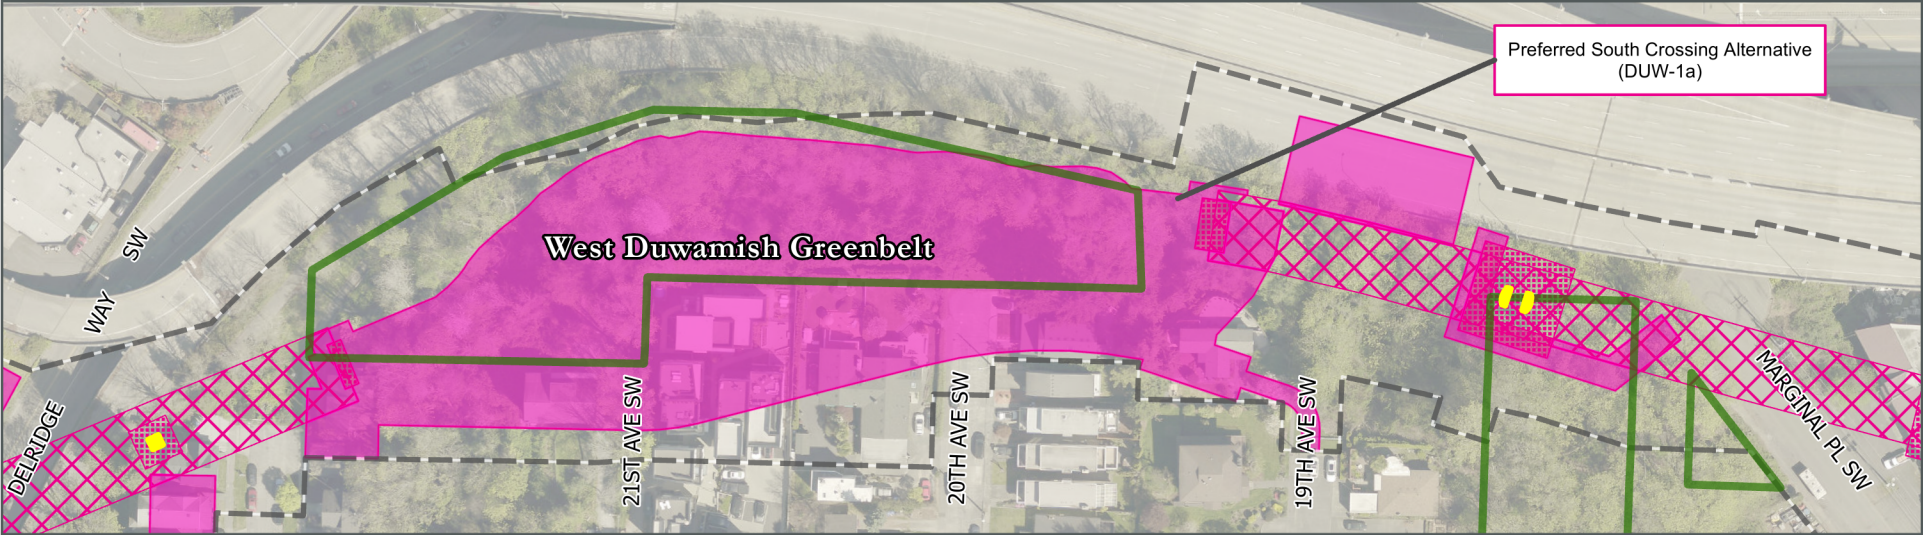 Preferred South Crossing Alternative
(DUW-1a)
West Duwamish Greenbelt
DELRIDGE
WAY
SW
21ST AVE SW
20TH AVE SW
19TH AVE SW
MARGINAL PL SW